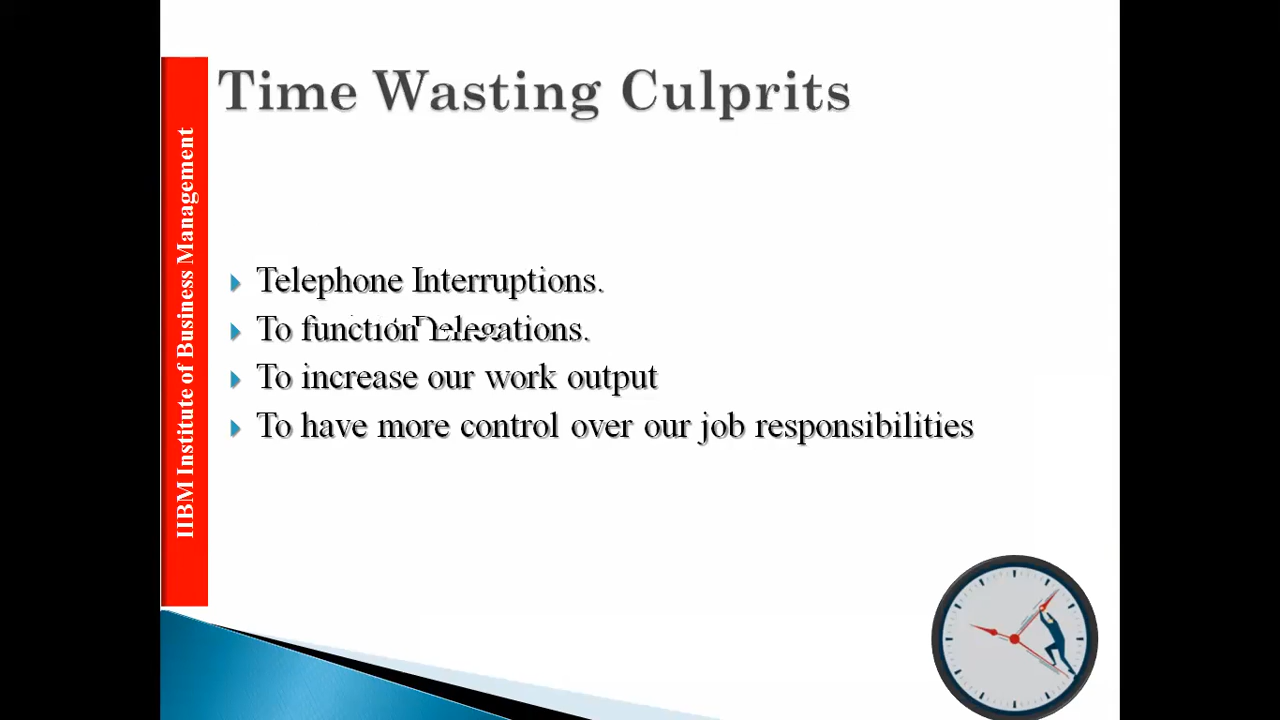 Time Wasting Culprits
IIBM Institute of Business Management
Telephone Interruptions.
To function
To increase our work output
To have more control over our job responsibilities